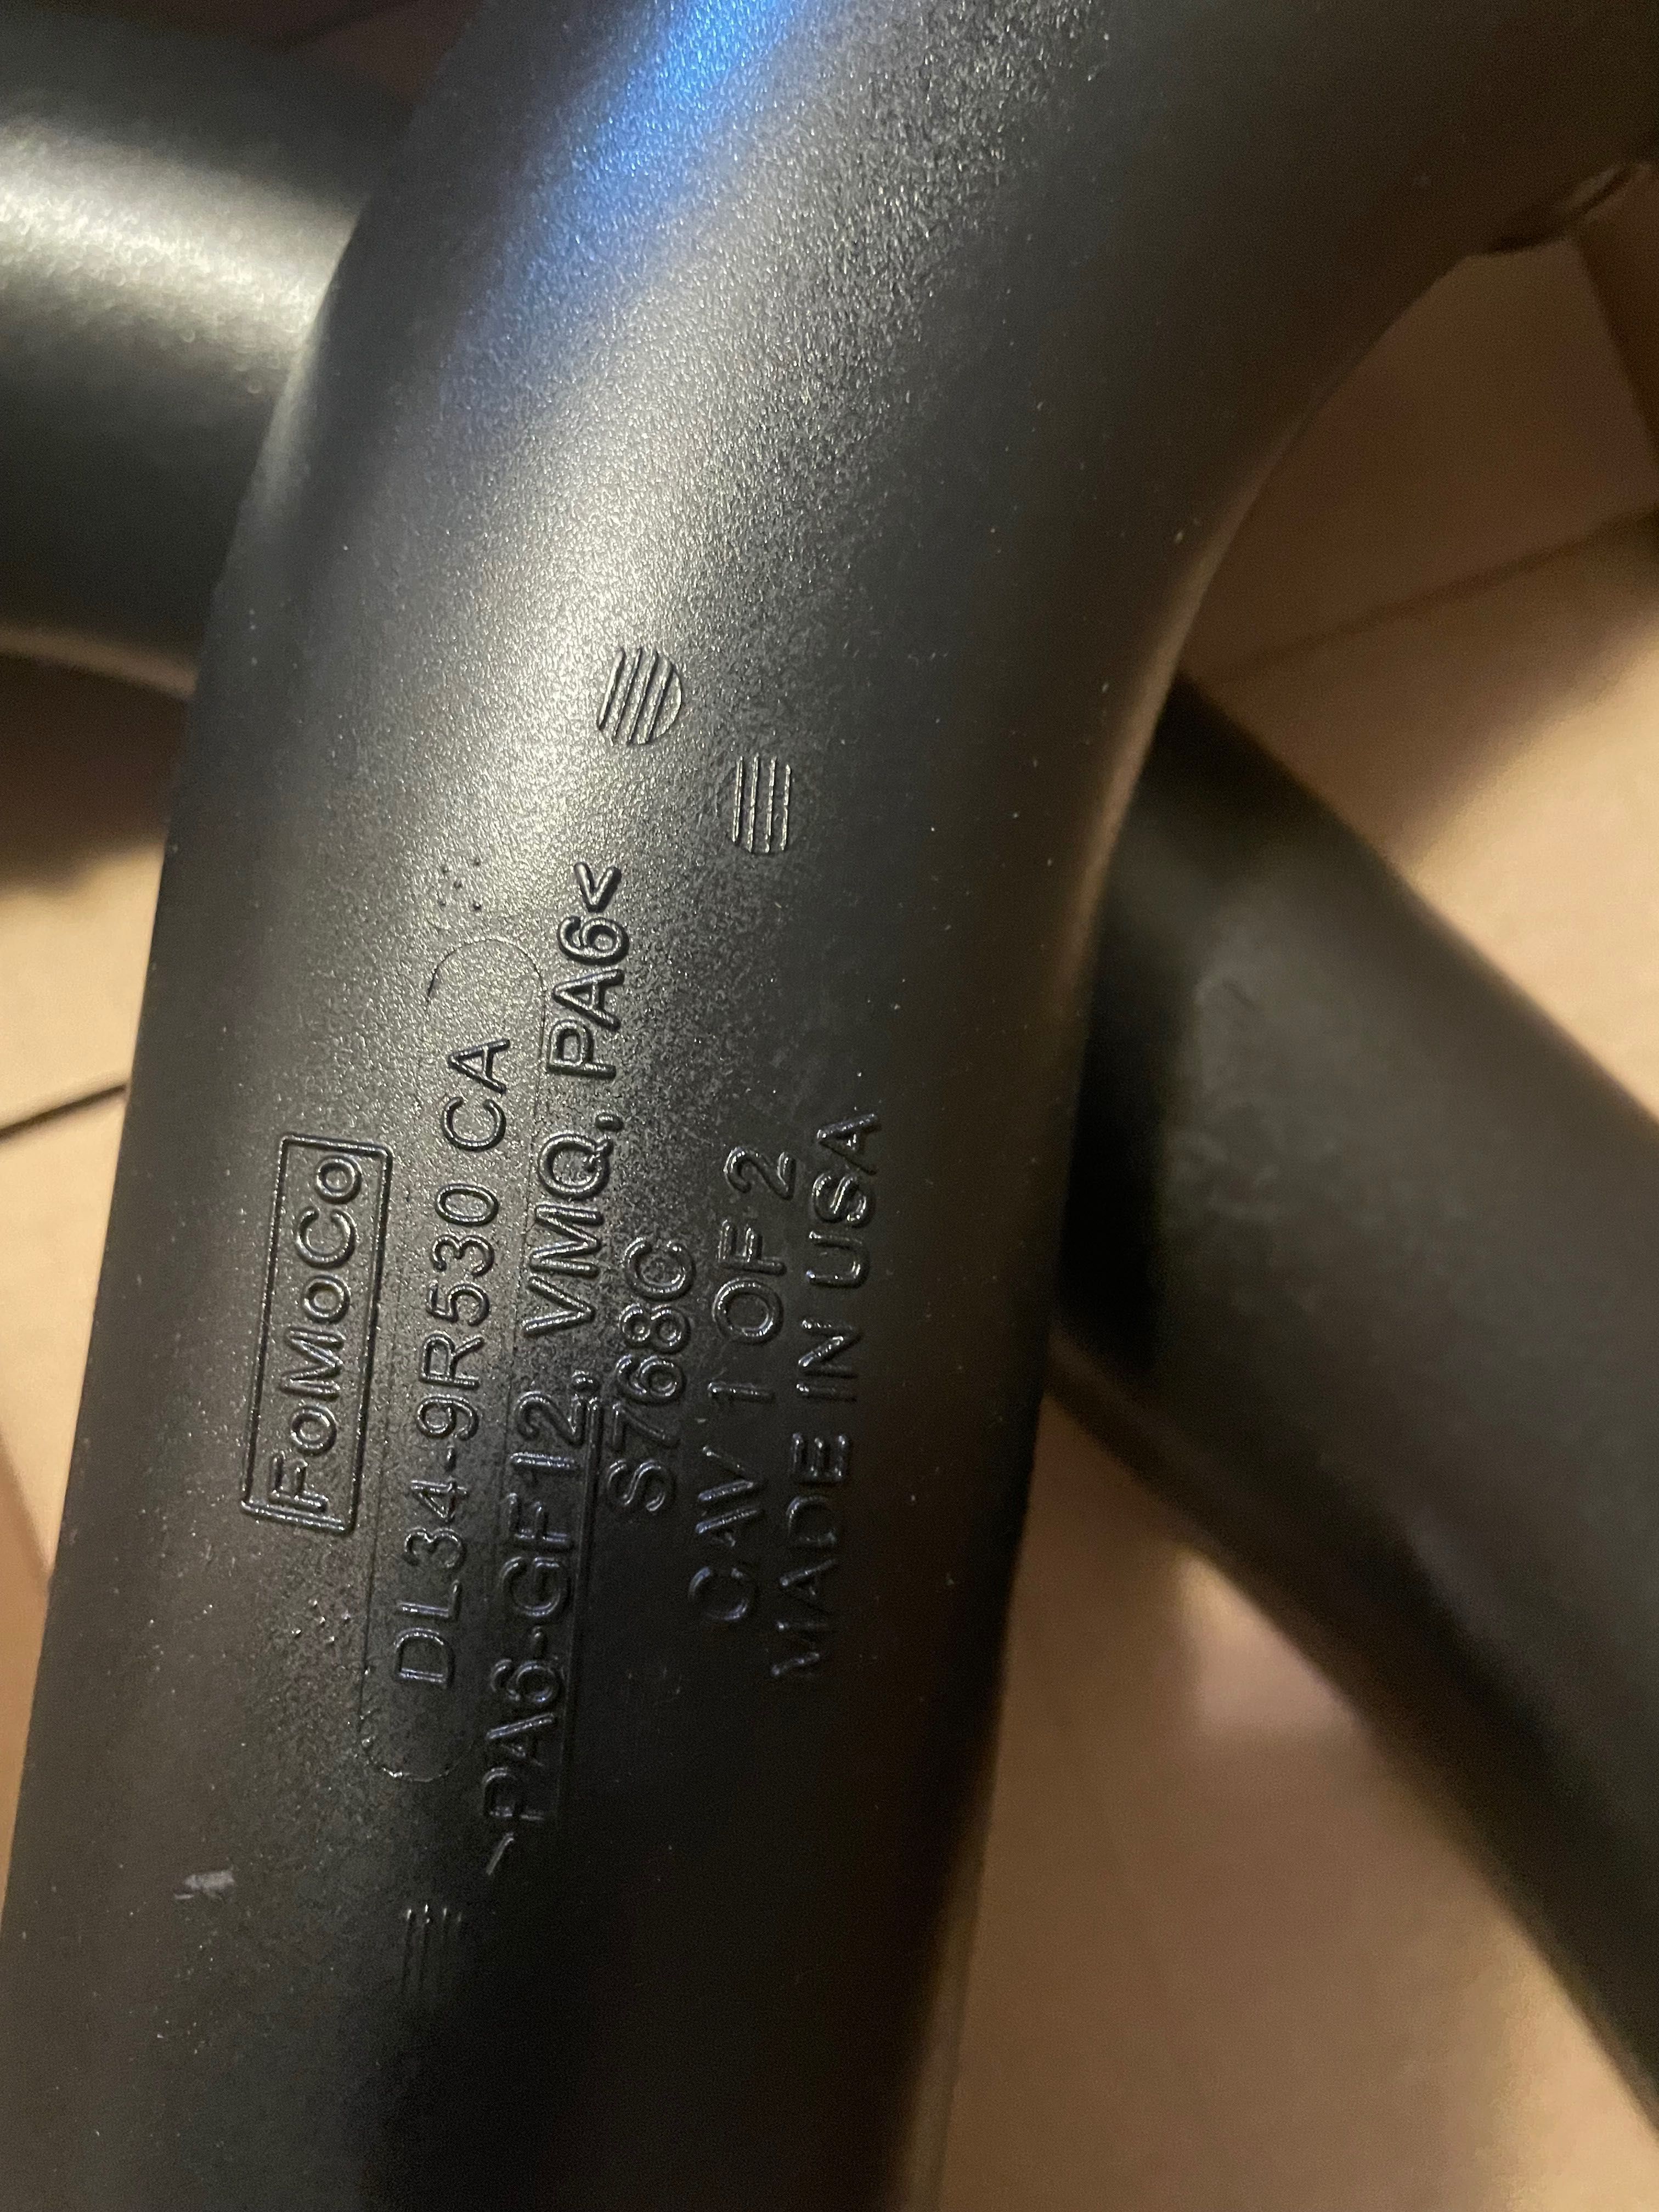 FoMoCo
DL34-9R530 CA
>PA6-GF12, VMQ, PA6<
S768C
CAV 1 OF 2
MADE IN USA